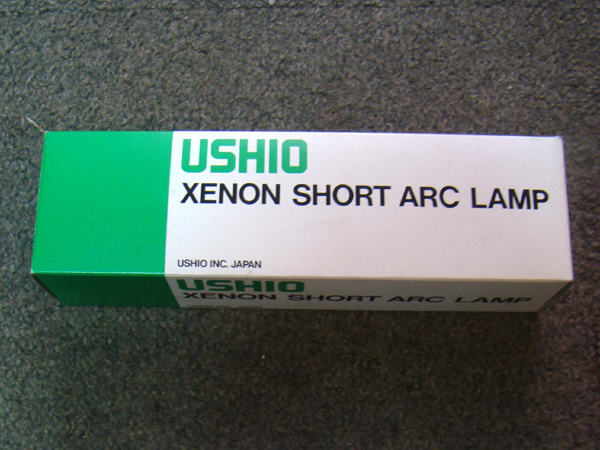 USHIO
XENON SHORT ARC LAMP
USHIO INC. JAPAN
USHIO
XENON SHORT ARC LAMP